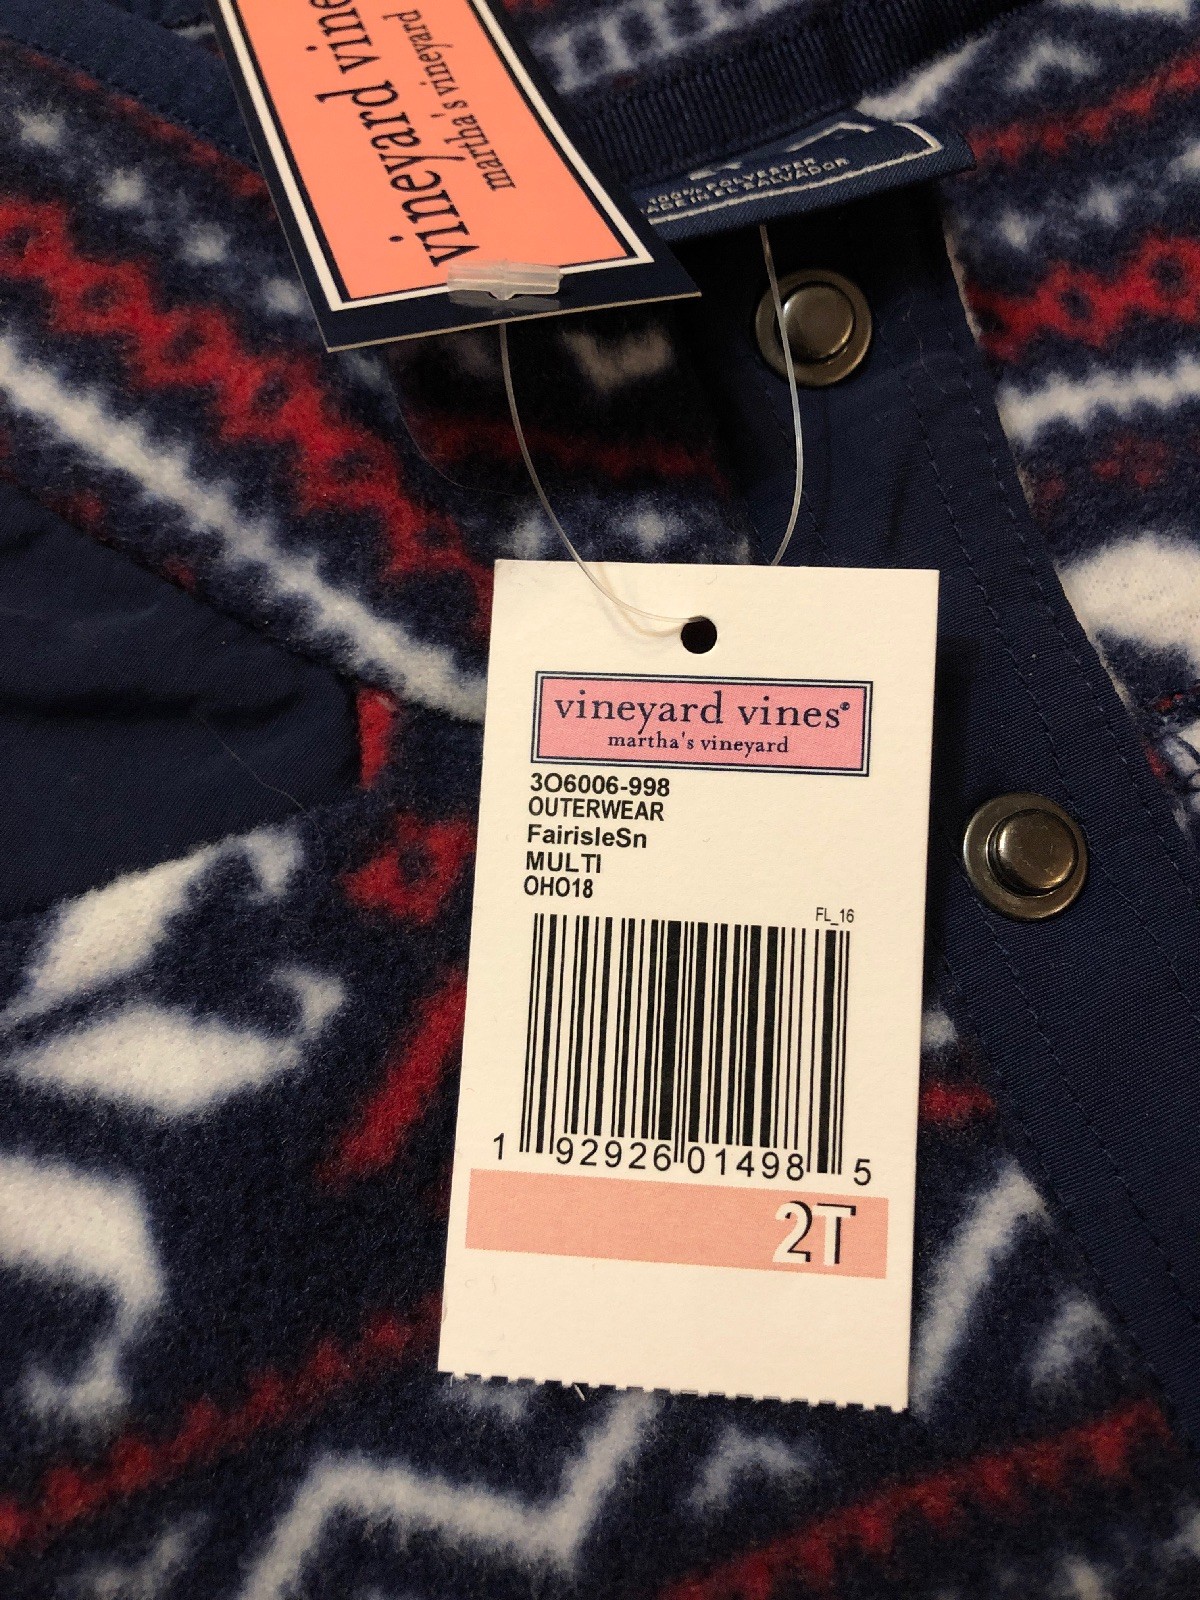 vineyard vine
martha's vineyard
100% POLYESTER
MADE IN EL SALVADOR
vineyard vines®
martha's vineyard
3O6006-998
OUTERWEAR
FairisleSn
MULTI
OHO18
FL_16
1 92926 01498 5
2T